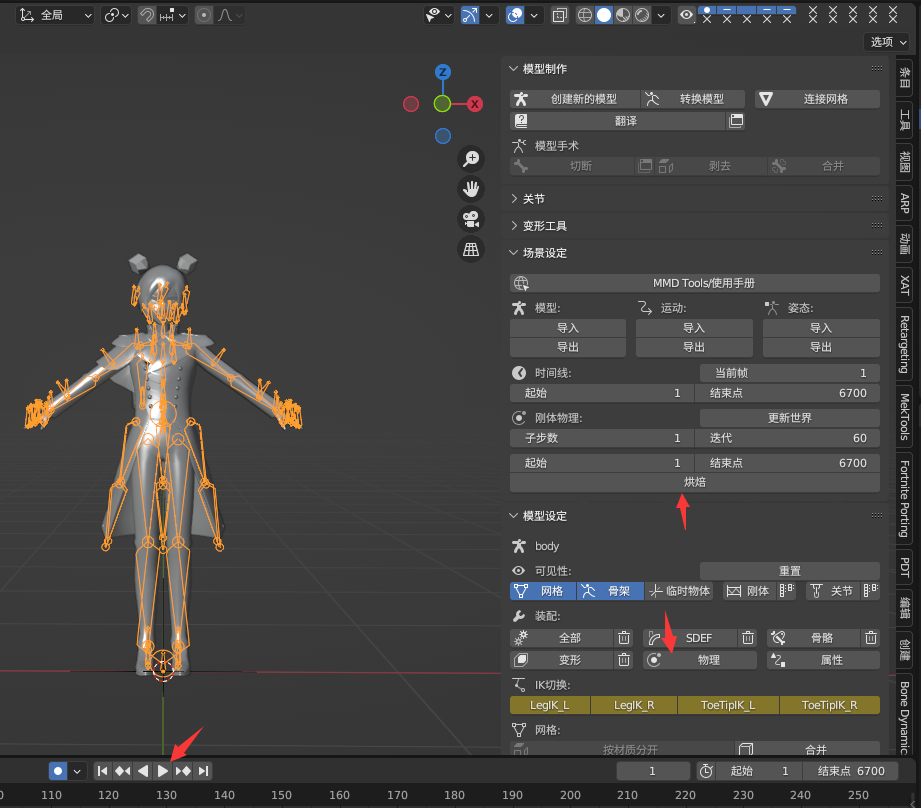 全局
选项
Z
X
模型制作
创建新的模型 转换模型 连接网格
翻译
模型手术
切断 剥去 合并
关节
变形工具
场景设定
MMD Tools/使用手册
模型: 运动: 姿态:
导入 导入 导入
导出 导出 导出
时间线: 当前帧 1
起始 1 结束点 6700
刚体物理: 更新世界
子步数 1 迭代 60
起始 1 结束点 6700
烘焙
模型设定
body
可见性: 重置
网格 骨架 临时物体 刚体 关节
装配:
全部 SDEF 骨骼
变形 物理 属性
IK切换:
LegIK_L LegIK_R ToeTipIK_L ToeTipIK_R
网格:
按材质分开 合并
条目
工具
视图
ARP
动画
XAT
Retargeting
MekTools
Fortnite Porting
PDT
编辑
创建
Bone Dynamic
1 起始 1 结束点 6700
110 120 130 140 150 160 170 180 190 200 210 220 230 240 250